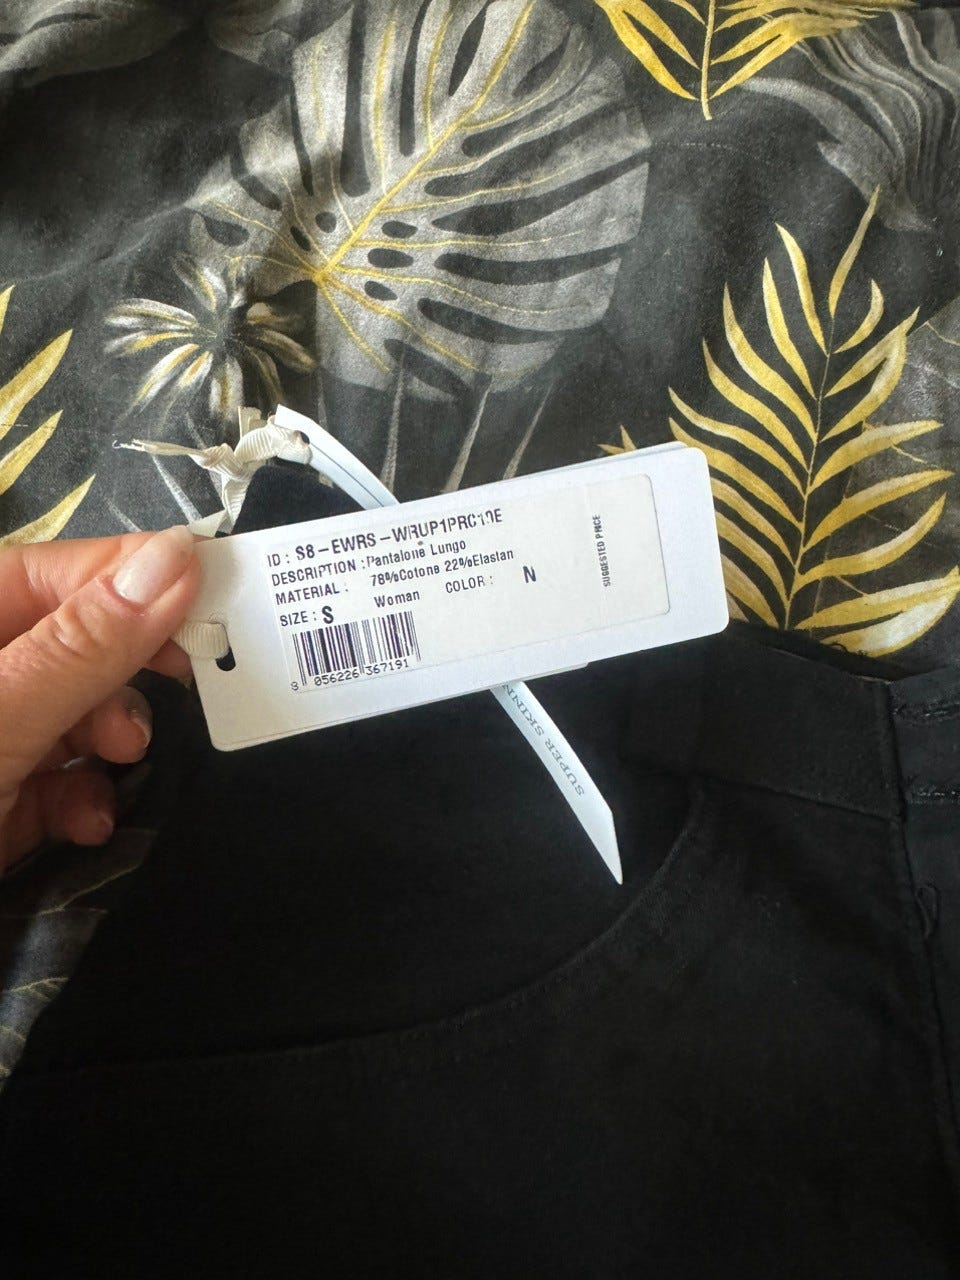 ID : S8-EWRS-WRUP1PRC19E
DESCRIPTION : Pantalone Lungo
MATERIAL : 78%Cotone 22%Elastan
SIZE : S Woman COLOR : N
SUGGESTED PRICE
8 056226 367191
SUPER SKINN